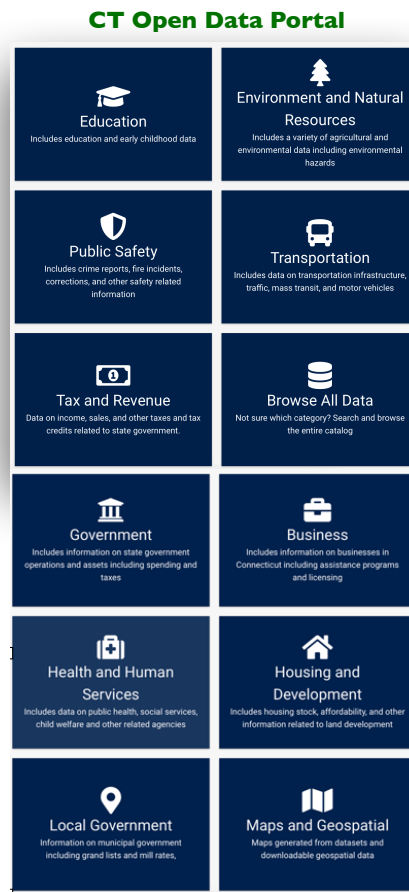 CT Open Data Portal
Education
Includes education and early childhood data
Environment and Natural
Resources
Includes a variety of agricultural and
environmental data including environmental
hazards
Public Safety
Includes crime reports, fire incidents,
corrections, and other safety related
information
Transportation
Includes data on transportation infrastructure,
traffic, mass transit, and motor vehicles
Tax and Revenue
Data on income, sales, and other taxes and tax
credits related to state government.
Browse All Data
Not sure which category? Search and browse
the entire catalog
Government
Includes information on state government
operations and assets including spending and
taxes
Business
Includes information on businesses in
Connecticut including assistance programs
and licensing
Health and Human
Services
Includes data on public health, social services,
child welfare and other related agencies
Housing and
Development
Includes housing stock, affordability, and other
information related to land development
Local Government
Information on municipal government
including grand lists and mill rates,
Maps and Geospatial
Maps generated from datasets and
downloadable geospatial data